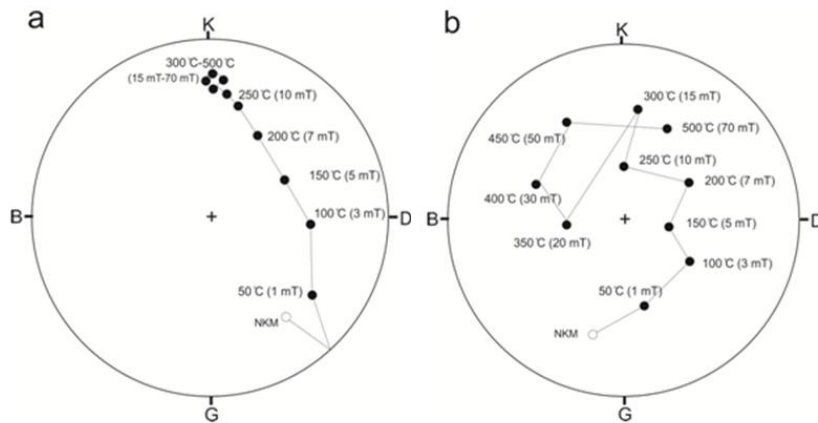 a
K
300℃-500℃
(15 mT-70 mT)
250℃ (10 mT)
200℃ (7 mT)
150℃ (5 mT)
100℃ (3 mT)
B
D
50℃ (1 mT)
NKM
G
b
K
300℃ (15 mT)
450℃ (50 mT)
500℃ (70 mT)
250℃ (10 mT)
200℃ (7 mT)
400℃ (30 mT)
B
D
350℃ (20 mT)
150℃ (5 mT)
100℃ (3 mT)
50℃ (1 mT)
NKM
G